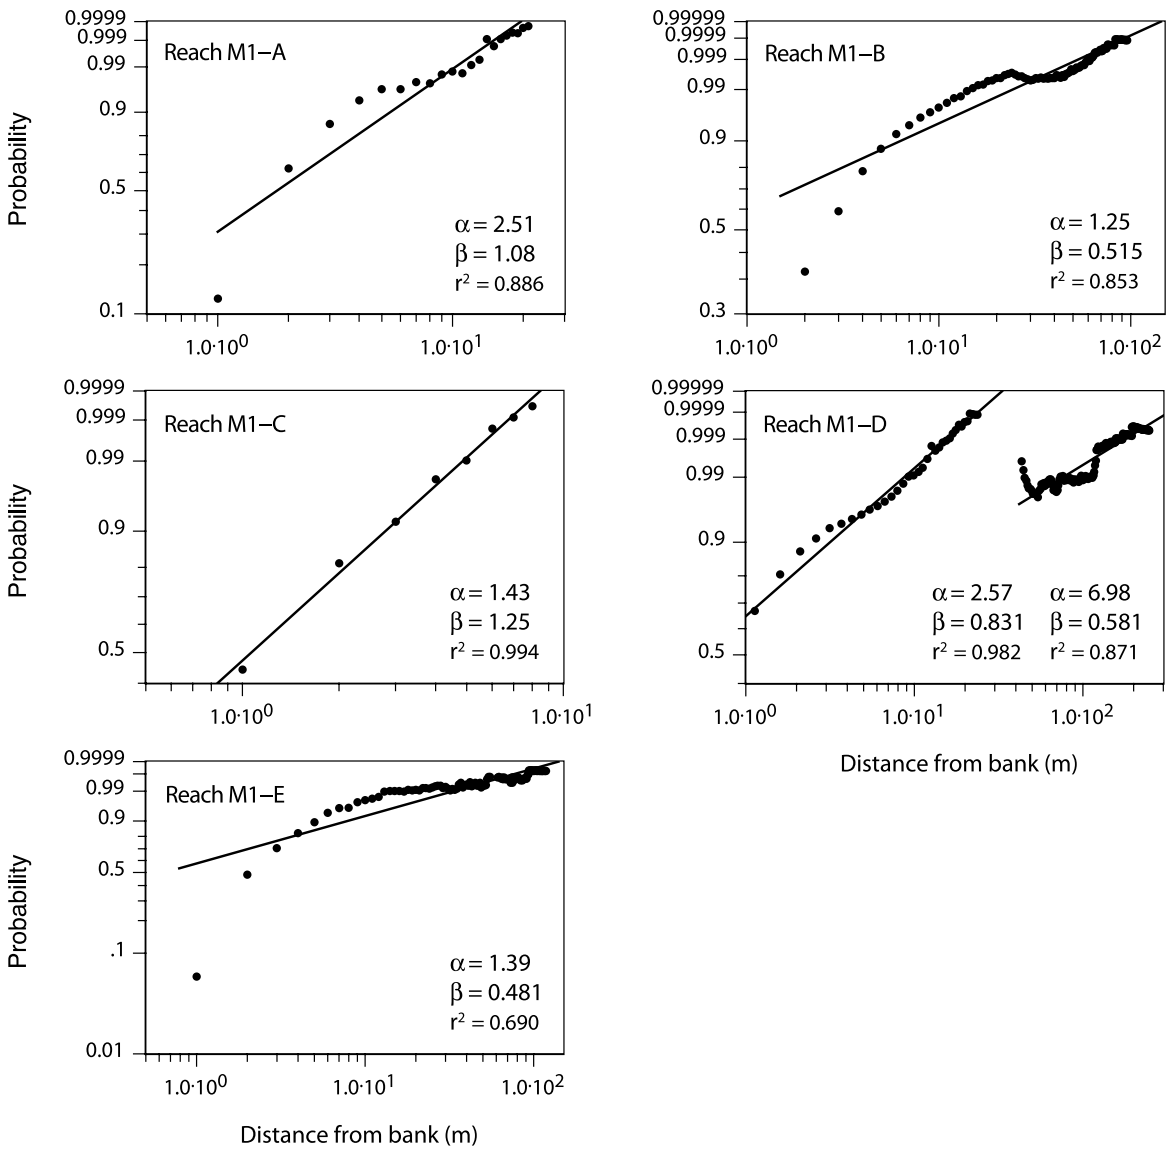 0.9999
0.999
0.99
0.9
0.5
0.1
Probability
Reach M1–A
α = 2.51
β = 1.08
r² = 0.886
1.0·10⁰
1.0·10¹
0.99999
0.9999
0.999
0.99
0.9
0.5
0.3
Reach M1–B
α = 1.25
β = 0.515
r² = 0.853
1.0·10⁰
1.0·10¹
1.0·10²
0.9999
0.999
0.99
0.9
0.5
Probability
Reach M1–C
α = 1.43
β = 1.25
r² = 0.994
1.0·10⁰
1.0·10¹
0.99999
0.9999
0.999
0.99
0.9
0.5
Reach M1–D
α = 2.57
β = 0.831
r² = 0.982
α = 6.98
β = 0.581
r² = 0.871
1.0·10⁰
1.0·10¹
1.0·10²
Distance from bank (m)
0.9999
0.99
0.9
0.5
.1
0.01
Probability
Reach M1–E
α = 1.39
β = 0.481
r² = 0.690
1.0·10⁰
1.0·10¹
1.0·10²
Distance from bank (m)